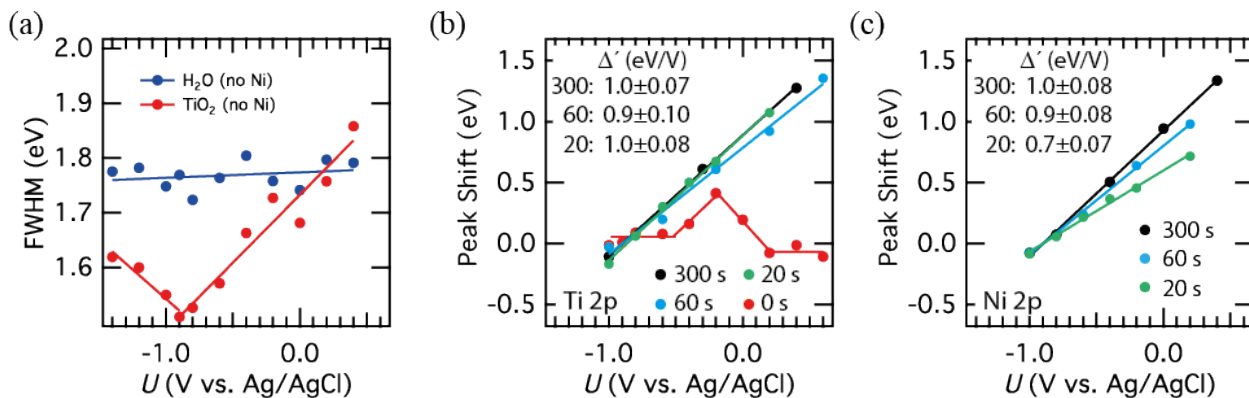 (a)
2.0
1.9
1.8
1.7
1.6
FWHM (eV)
H2O (no Ni)
TiO2 (no Ni)
-1.0
0.0
U (V vs. Ag/AgCl)
(b)
1.5
1.0
0.5
0.0
-0.5
Peak Shift (eV)
Δ´ (eV/V)
300: 1.0±0.07
60: 0.9±0.10
20: 1.0±0.08
300 s
20 s
60 s
0 s
Ti 2p
-1.0
0.0
U (V vs. Ag/AgCl)
(c)
1.5
1.0
0.5
0.0
-0.5
Peak Shift (eV)
Δ´ (eV/V)
300: 1.0±0.08
60: 0.9±0.08
20: 0.7±0.07
300 s
60 s
20 s
Ni 2p
-1.0
0.0
U (V vs. Ag/AgCl)